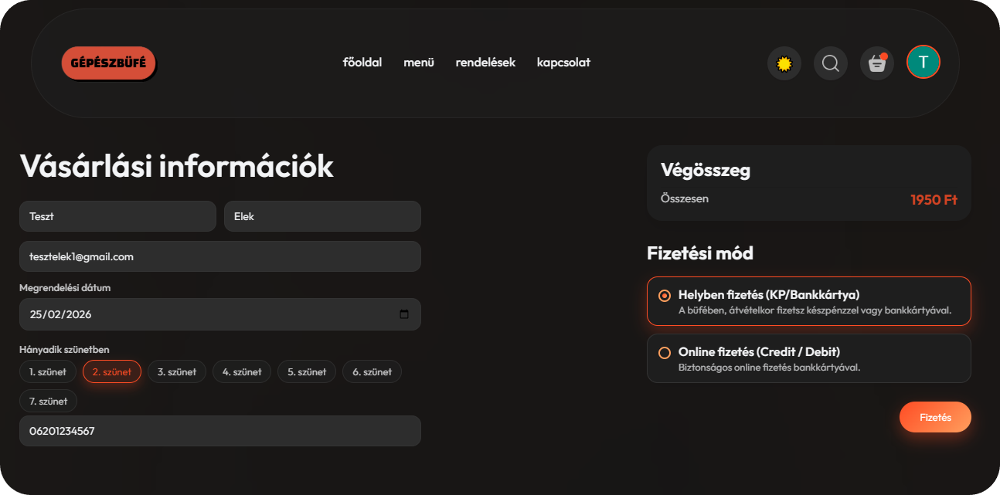 GÉPÉSZBÜFÉ
főoldal menü rendelések kapcsolat
T
Vásárlási információk
Teszt Elek
tesztelek1@gmail.com
Megrendelési dátum
25/02/2026
Hányadik szünetben
1. szünet 2. szünet 3. szünet 4. szünet 5. szünet 6. szünet
7. szünet
06201234567
Végösszeg
Összesen 1950 Ft
Fizetési mód
Helyben fizetés (KP/Bankkártya)
A büfében, átvételkor fizetsz készpénzzel vagy bankkártyával.
Online fizetés (Credit / Debit)
Biztonságos online fizetés bankkártyával.
Fizetés